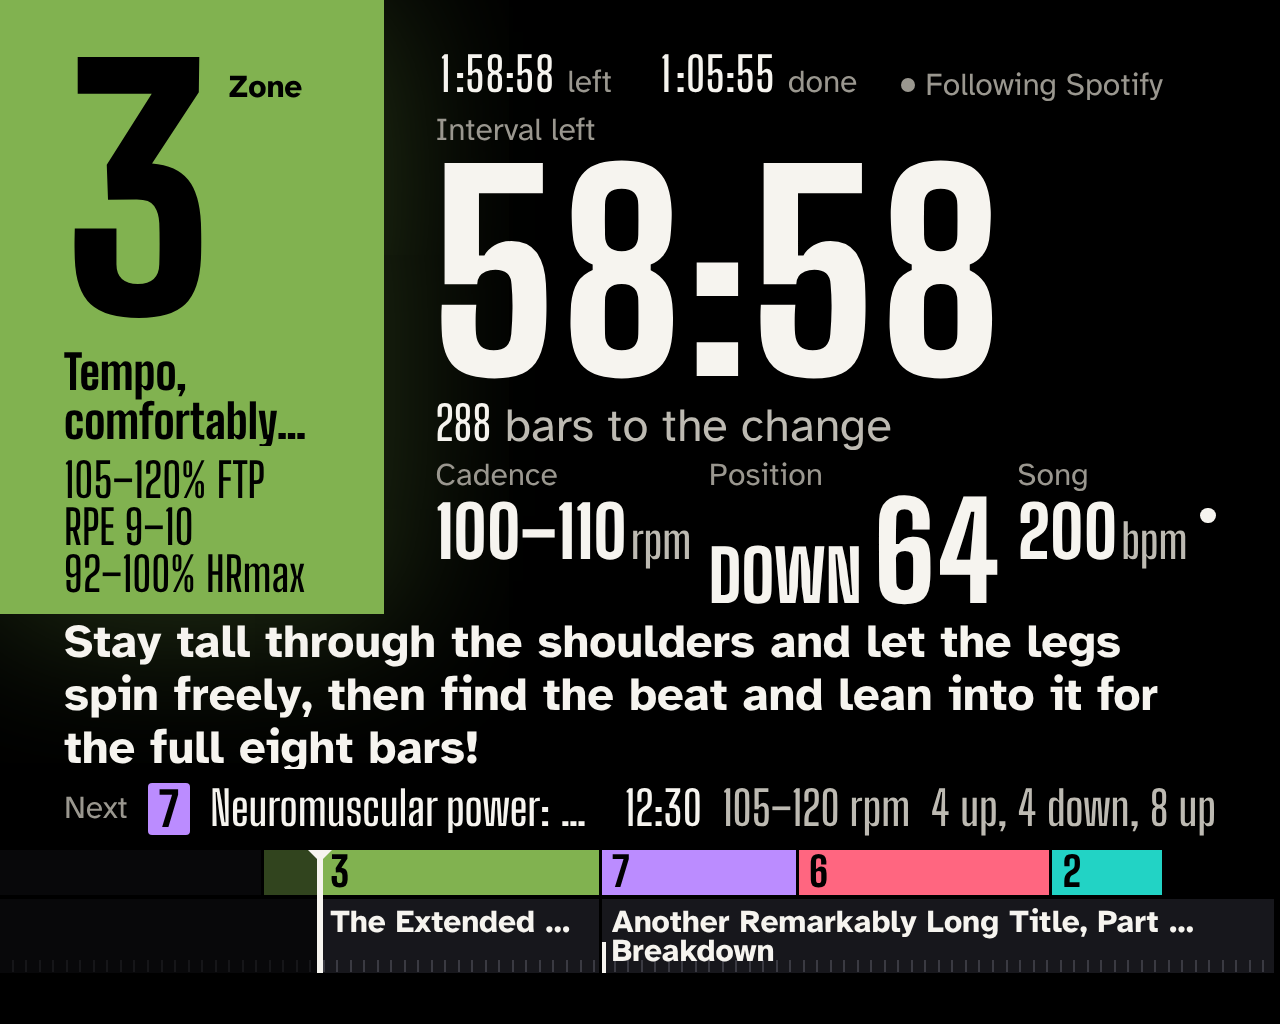 3 Zone
Tempo,
comfortably...
105–120% FTP
RPE 9–10
92–100% HRmax
1:58:58 left 1:05:55 done Following Spotify
Interval left
58:58
288 bars to the change
Cadence Position Song
100–110 rpm DOWN 64 200 bpm
Stay tall through the shoulders and let the legs
spin freely, then find the beat and lean into it for
the full eight bars!
Next 7 Neuromuscular power: ... 12:30 105–120 rpm 4 up, 4 down, 8 up
3 7 6 2
The Extended ... Another Remarkably Long Title, Part ...
Breakdown